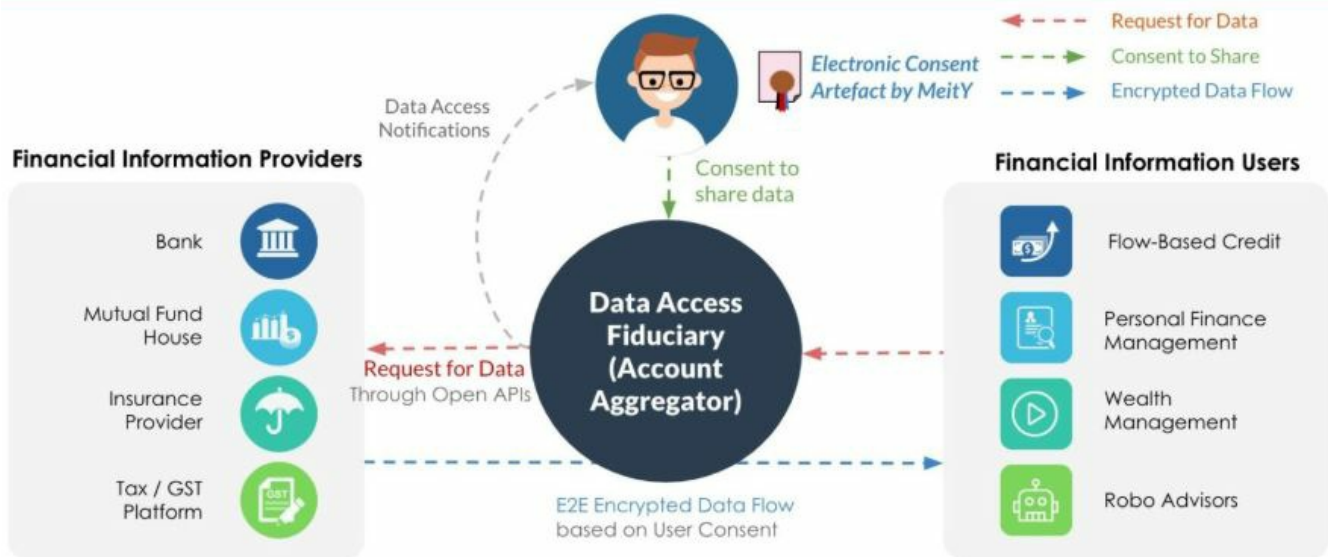 Request for Data
Consent to Share
Encrypted Data Flow
Electronic Consent
Artefact by MeitY
Data Access
Notifications
Consent to
share data
Financial Information Providers
Bank
Mutual Fund
House
Insurance
Provider
Tax / GST
Platform
GST
Request for Data
Through Open APIs
Data Access
Fiduciary
(Account
Aggregator)
E2E Encrypted Data Flow
based on User Consent
Financial Information Users
Flow-Based Credit
Personal Finance
Management
Wealth
Management
Robo Advisors